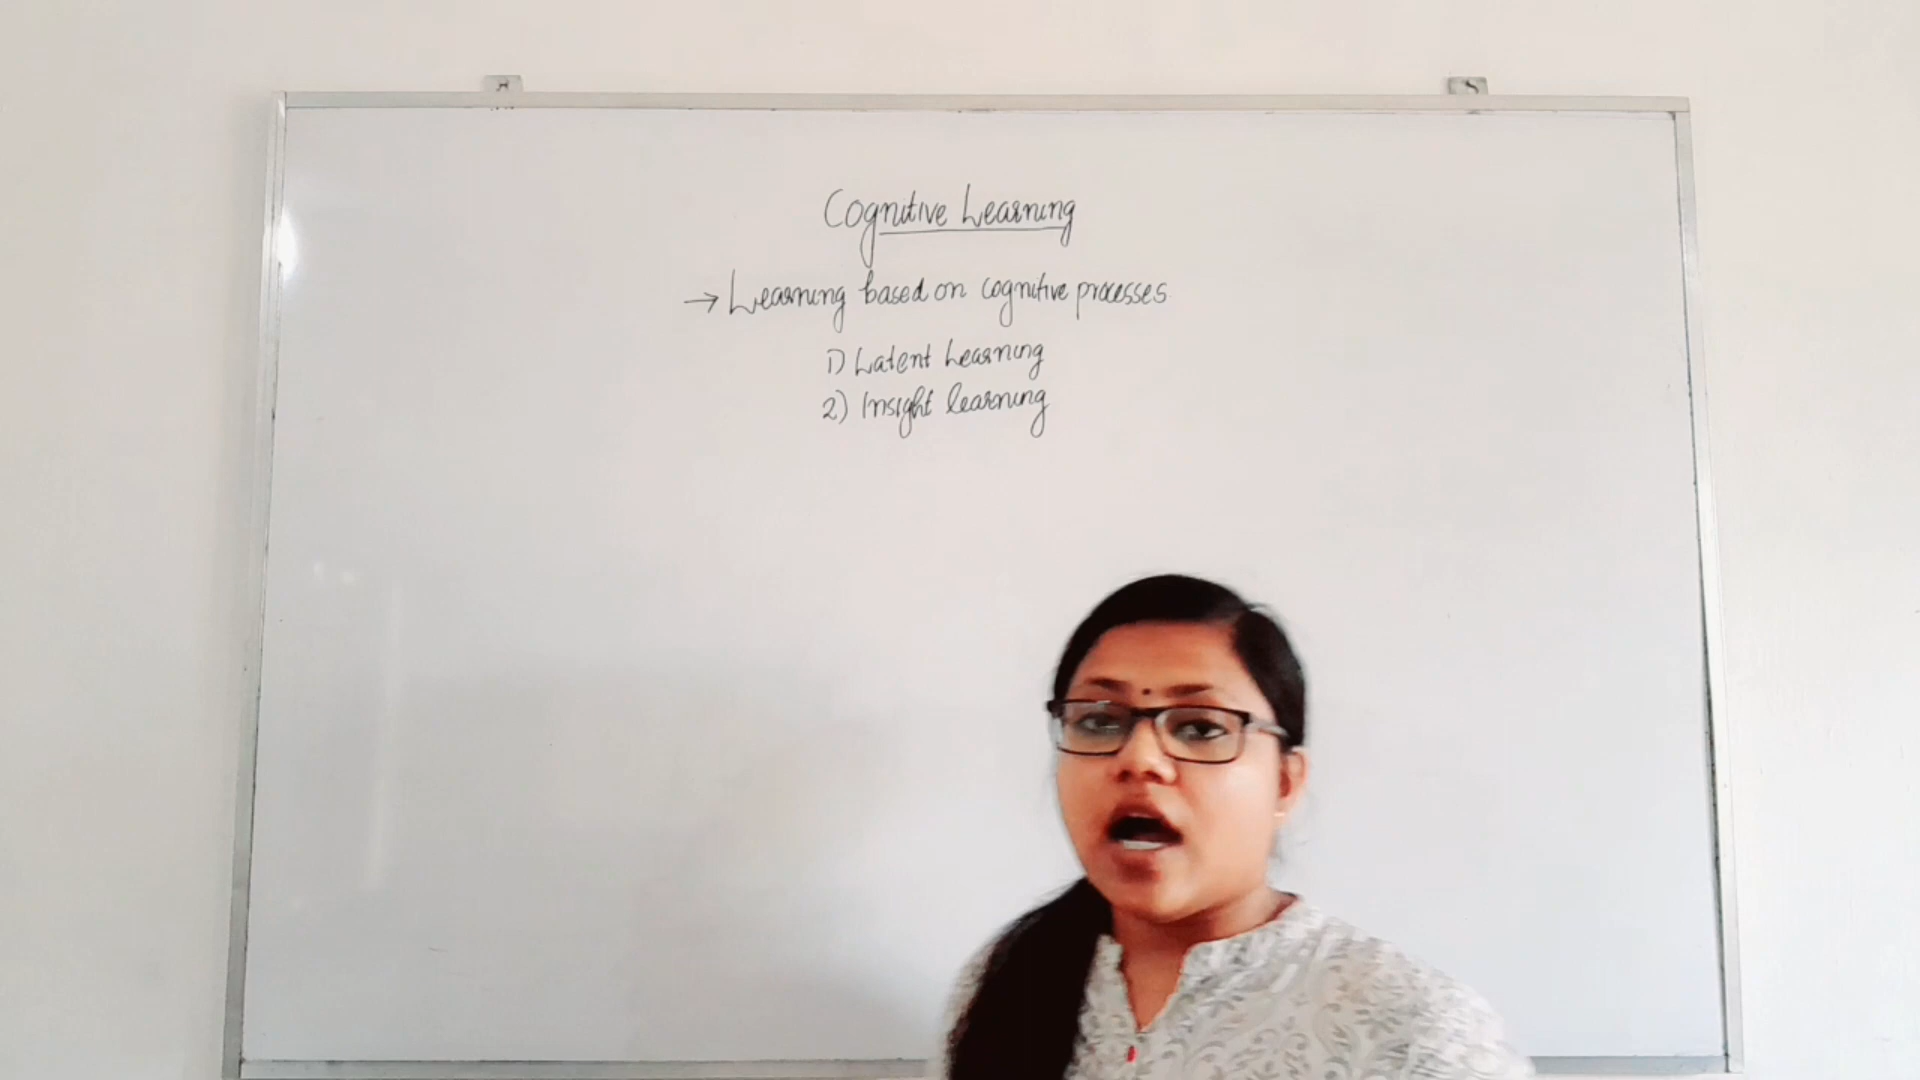 Cognitive Learning
→ Learning based on cognitive processes
1) Latent Learning
2) Insight learning